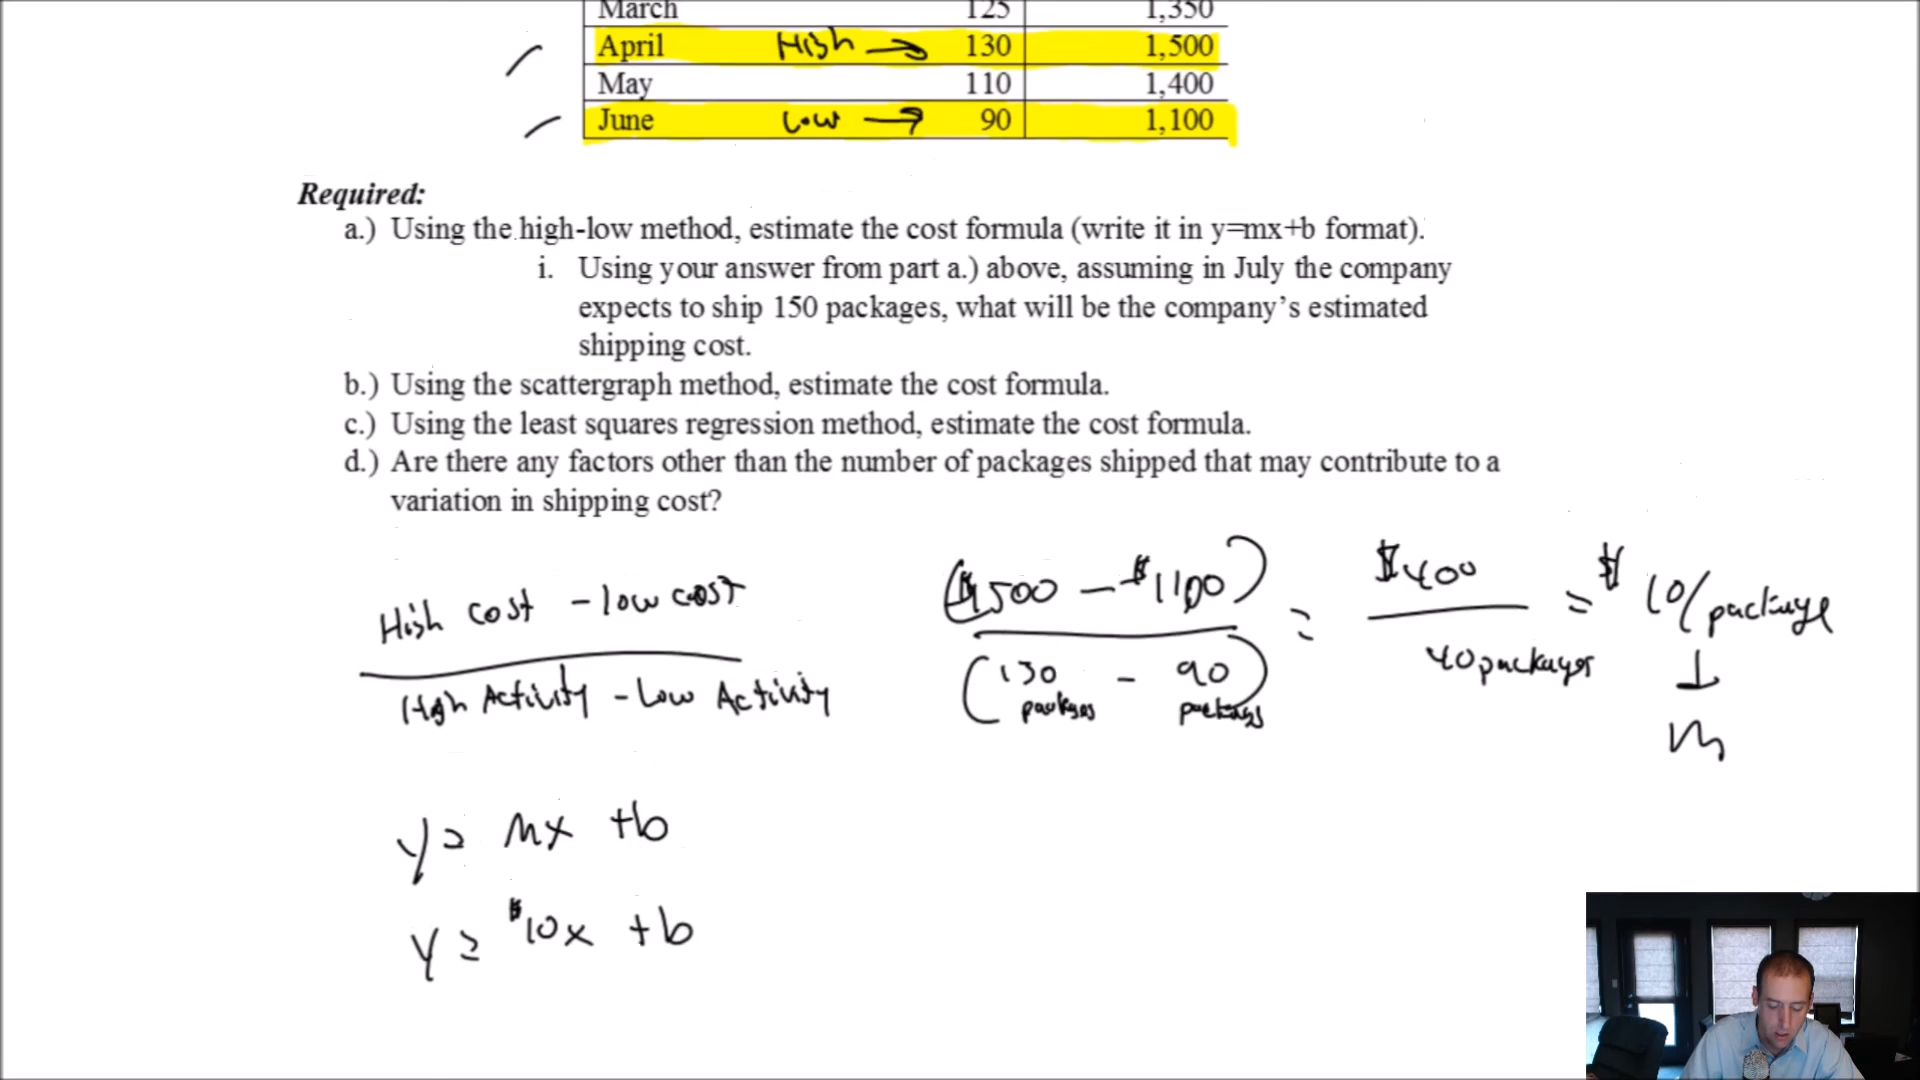 March 125 1,350
April High → 130 1,500
May 110 1,400
June Low → 90 1,100
Required:
a.) Using the high-low method, estimate the cost formula (write it in y=mx+b format).
i. Using your answer from part a.) above, assuming in July the company
expects to ship 150 packages, what will be the company's estimated
shipping cost.
b.) Using the scattergraph method, estimate the cost formula.
c.) Using the least squares regression method, estimate the cost formula.
d.) Are there any factors other than the number of packages shipped that may contribute to a
variation in shipping cost?
High cost - low cost
High Activity - Low Activity
($1500 - $1100) = $400 = $10/package
(130 packages - 90 packages) 40 packages
↓
m
y = mx + b
y = $10x + b